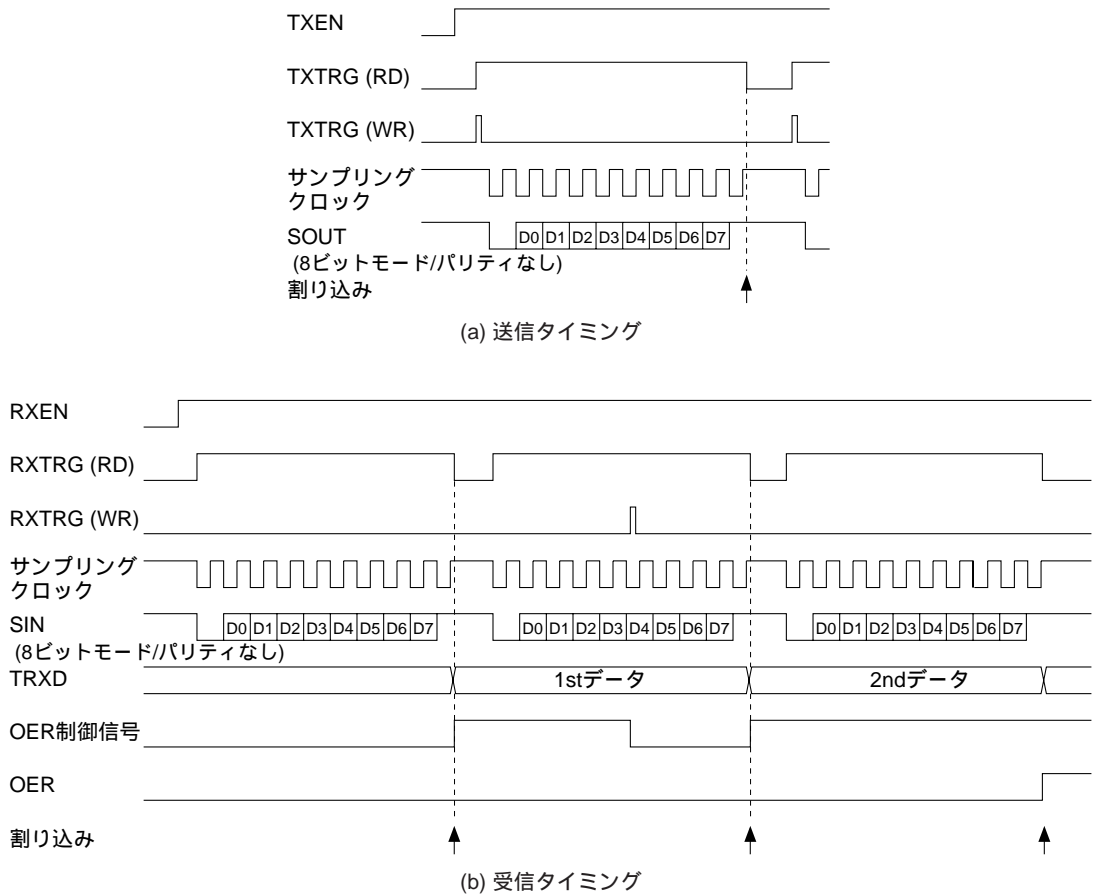 TXEN
TXTRG (RD)
TXTRG (WR)
サンプリング
クロック
SOUT
D0 D1 D2 D3 D4 D5 D6 D7
(8ビットモード/パリティなし)
割り込み
(a) 送信タイミング
RXEN
RXTRG (RD)
RXTRG (WR)
サンプリング
クロック
SIN
D0 D1 D2 D3 D4 D5 D6 D7 D0 D1 D2 D3 D4 D5 D6 D7 D0 D1 D2 D3 D4 D5 D6 D7
(8ビットモード/パリティなし)
TRXD 1stデータ 2ndデータ
OER制御信号
OER
割り込み
(b) 受信タイミング